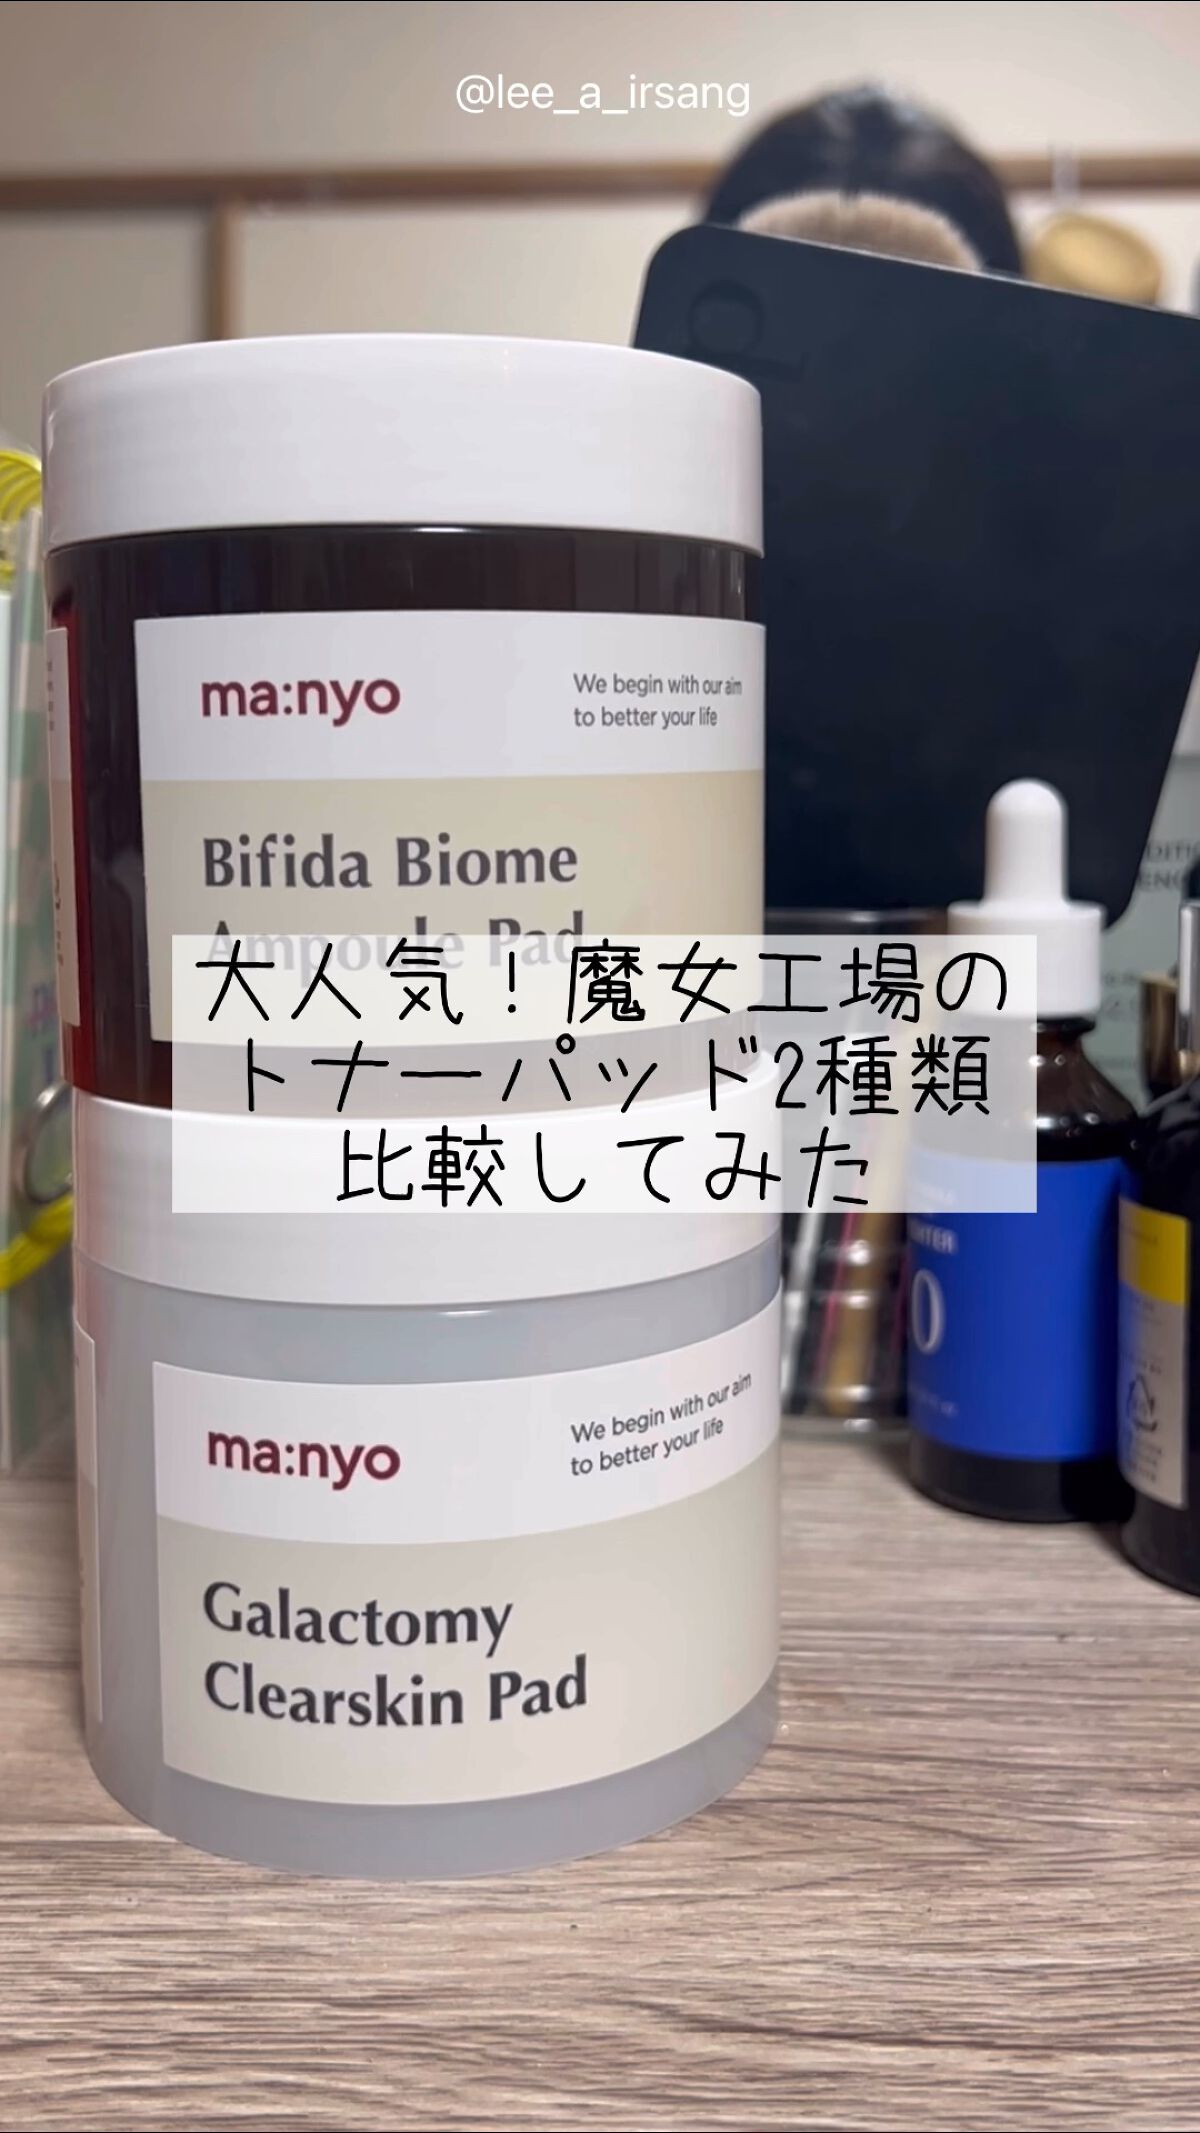 @lee_a_irsang
ma:nyo
We begin with our aim
to better your life
Bifida Biome
Ampoule Pad
大人気！魔女工場の
トナーパッド2種類
比較してみた
ma:nyo
We begin with our aim
to better your life
Galactomy
Clearskin Pad